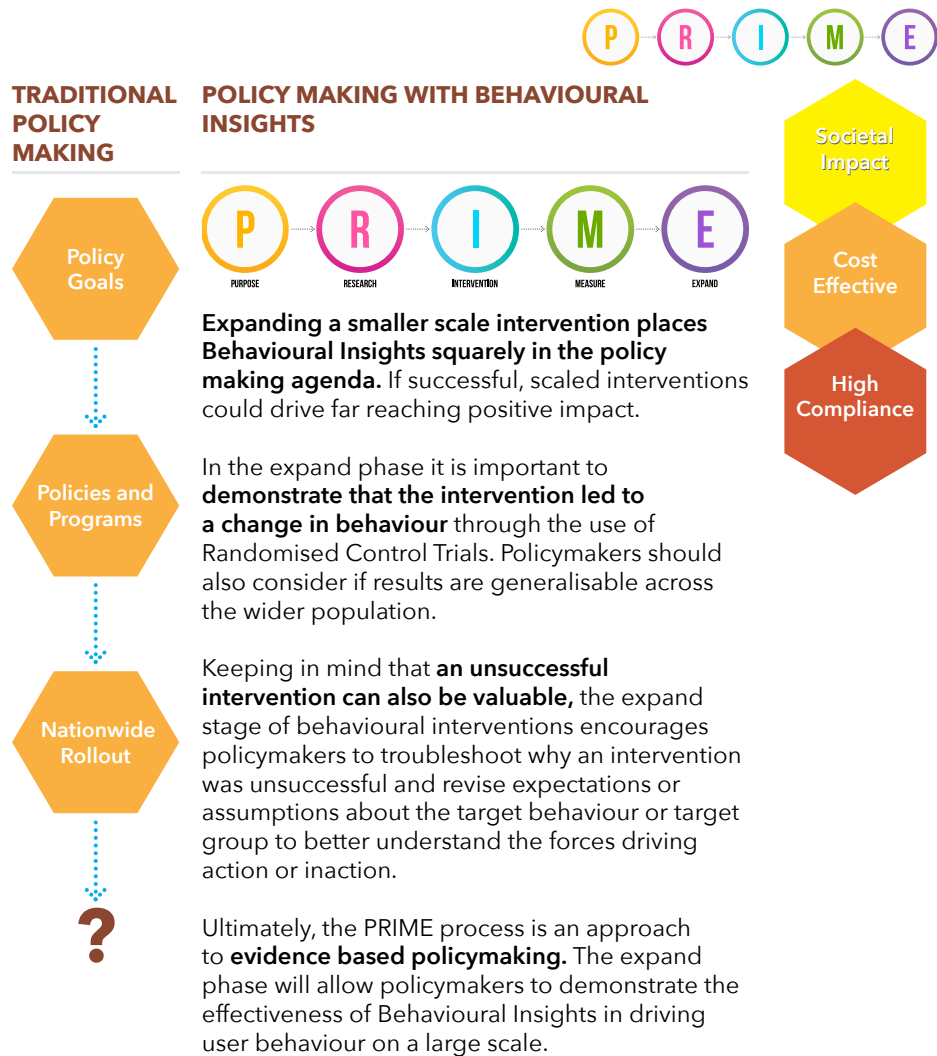 P R I M E
TRADITIONAL
POLICY
MAKING
Policy
Goals
Policies and
Programs
Nationwide
Rollout
?
POLICY MAKING WITH BEHAVIOURAL
INSIGHTS
P R I M E
PURPOSE RESEARCH INTERVENTION MEASURE EXPAND
Expanding a smaller scale intervention places
Behavioural Insights squarely in the policy
making agenda. If successful, scaled interventions
could drive far reaching positive impact.
In the expand phase it is important to
demonstrate that the intervention led to
a change in behaviour through the use of
Randomised Control Trials. Policymakers should
also consider if results are generalisable across
the wider population.
Keeping in mind that an unsuccessful
intervention can also be valuable, the expand
stage of behavioural interventions encourages
policymakers to troubleshoot why an intervention
was unsuccessful and revise expectations or
assumptions about the target behaviour or target
group to better understand the forces driving
action or inaction.
Ultimately, the PRIME process is an approach
to evidence based policymaking. The expand
phase will allow policymakers to demonstrate the
effectiveness of Behavioural Insights in driving
user behaviour on a large scale.
Societal
Impact
Cost
Effective
High
Compliance